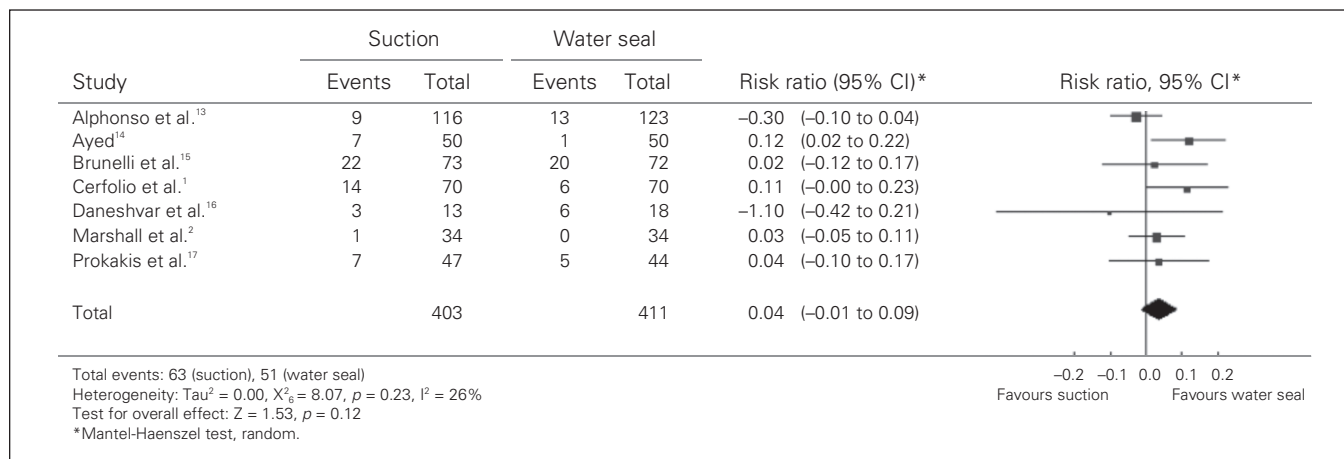 Suction Water seal
Study Events Total Events Total Risk ratio (95% CI)* Risk ratio, 95% CI*
Alphonso et al.¹³ 9 116 13 123 −0.30 (−0.10 to 0.04)
Ayed¹⁴ 7 50 1 50 0.12 (0.02 to 0.22)
Brunelli et al.¹⁵ 22 73 20 72 0.02 (−0.12 to 0.17)
Cerfolio et al.¹ 14 70 6 70 0.11 (−0.00 to 0.23)
Daneshvar et al.¹⁶ 3 13 6 18 −1.10 (−0.42 to 0.21)
Marshall et al.² 1 34 0 34 0.03 (−0.05 to 0.11)
Prokakis et al.¹⁷ 7 47 5 44 0.04 (−0.10 to 0.17)
Total 403 411 0.04 (−0.01 to 0.09)
−0.2 −0.1 0.0 0.1 0.2
Favours suction Favours water seal
Total events: 63 (suction), 51 (water seal)
Heterogeneity: Tau² = 0.00, X²₆ = 8.07, p = 0.23, I² = 26%
Test for overall effect: Z = 1.53, p = 0.12
*Mantel-Haenszel test, random.